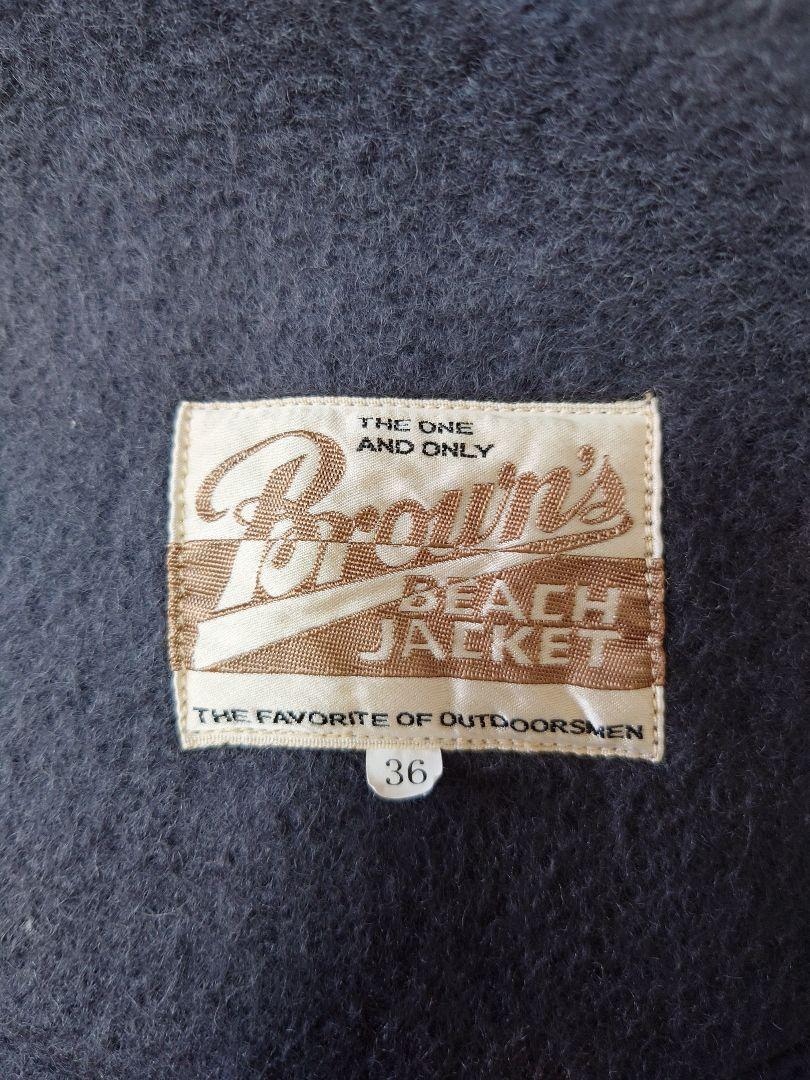 THE ONE
AND ONLY
Brown's
BEACH
JACKET
THE FAVORITE OF OUTDOORSMEN
36